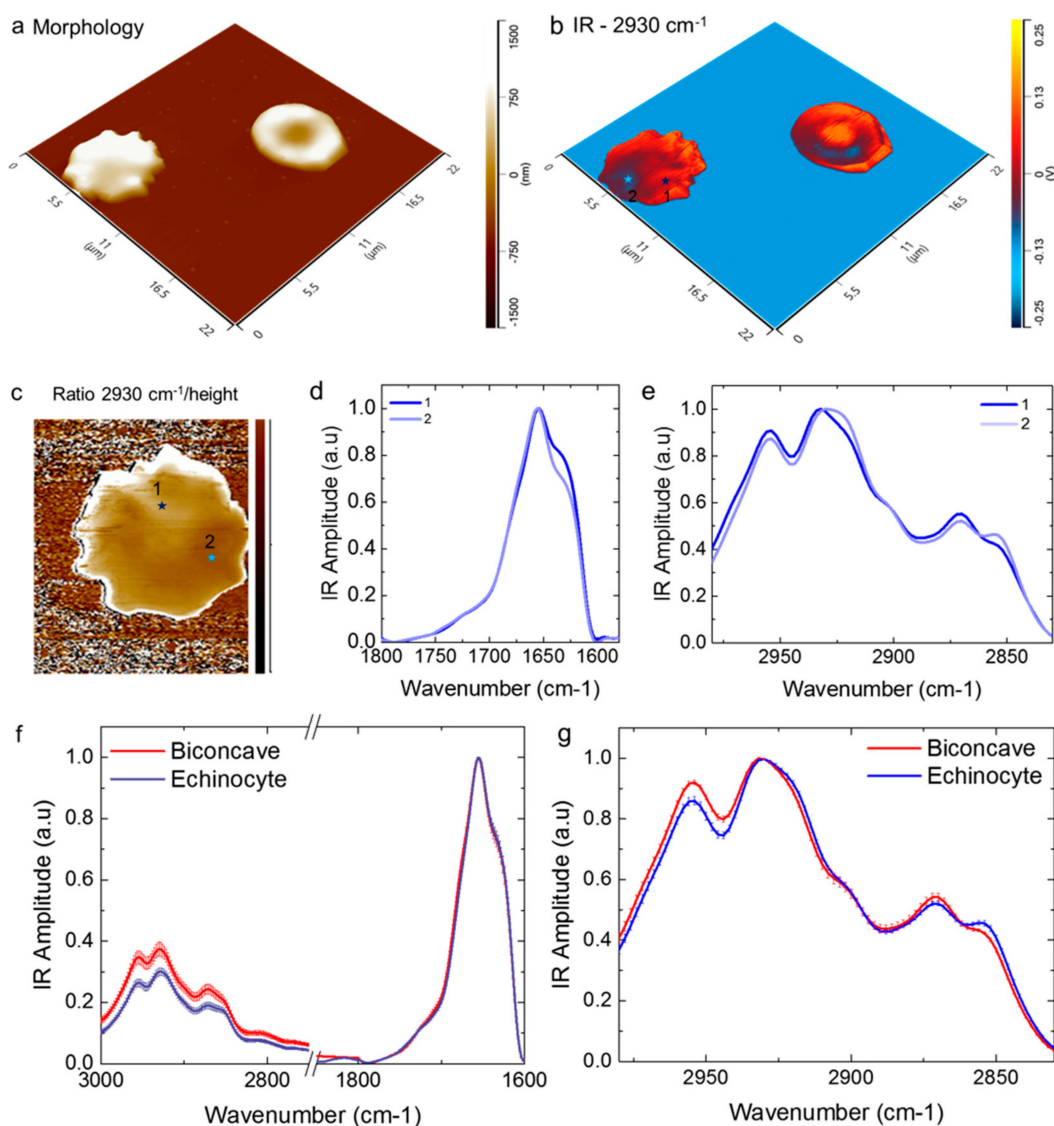 a Morphology
1500
750
0
-750
-1500
(nm)
0
5.5
11
16.5
22
(µm)
0
5.5
11
16.5
22
(µm)
b IR - 2930 cm⁻¹
0.25
0.13
0
-0.13
-0.25
(V)
0
5.5
11
16.5
22
(µm)
0
5.5
11
16.5
22
(µm)
2
1
c Ratio 2930 cm⁻¹/height
1
2
d
1
2
IR Amplitude (a.u)
1.0
0.8
0.6
0.4
0.2
0.0
1800 1750 1700 1650 1600
Wavenumber (cm-1)
e
1
2
IR Amplitude (a.u)
1.0
0.8
0.6
0.4
0.2
0.0
2950 2900 2850
Wavenumber (cm-1)
f
Biconcave
Echinocyte
IR Amplitude (a.u)
1.0
0.8
0.6
0.4
0.2
0.0
3000 2800 1800 1600
Wavenumber (cm-1)
g
Biconcave
Echinocyte
IR Amplitude (a.u)
1.0
0.8
0.6
0.4
0.2
0.0
2950 2900 2850
Wavenumber (cm-1)